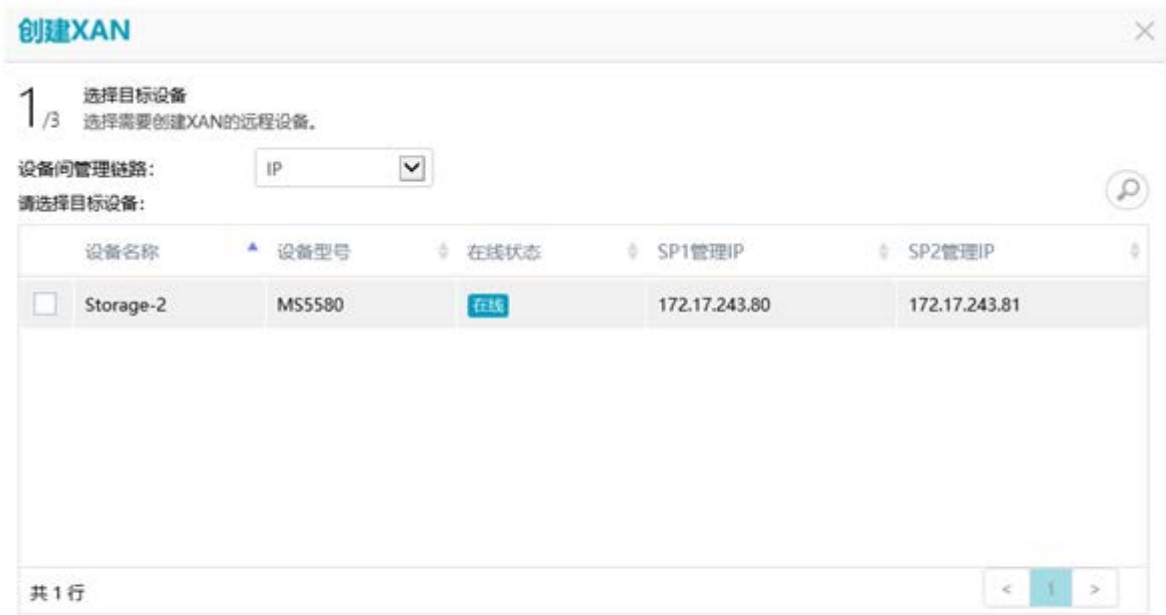 创建XAN
1/3 选择目标设备
选择需要创建XAN的远程设备。
设备间管理链路： IP
请选择目标设备：
设备名称 设备型号 在线状态 SP1管理IP SP2管理IP
Storage-2 MS5580 在线 172.17.243.80 172.17.243.81
共 1 行 < 1 >